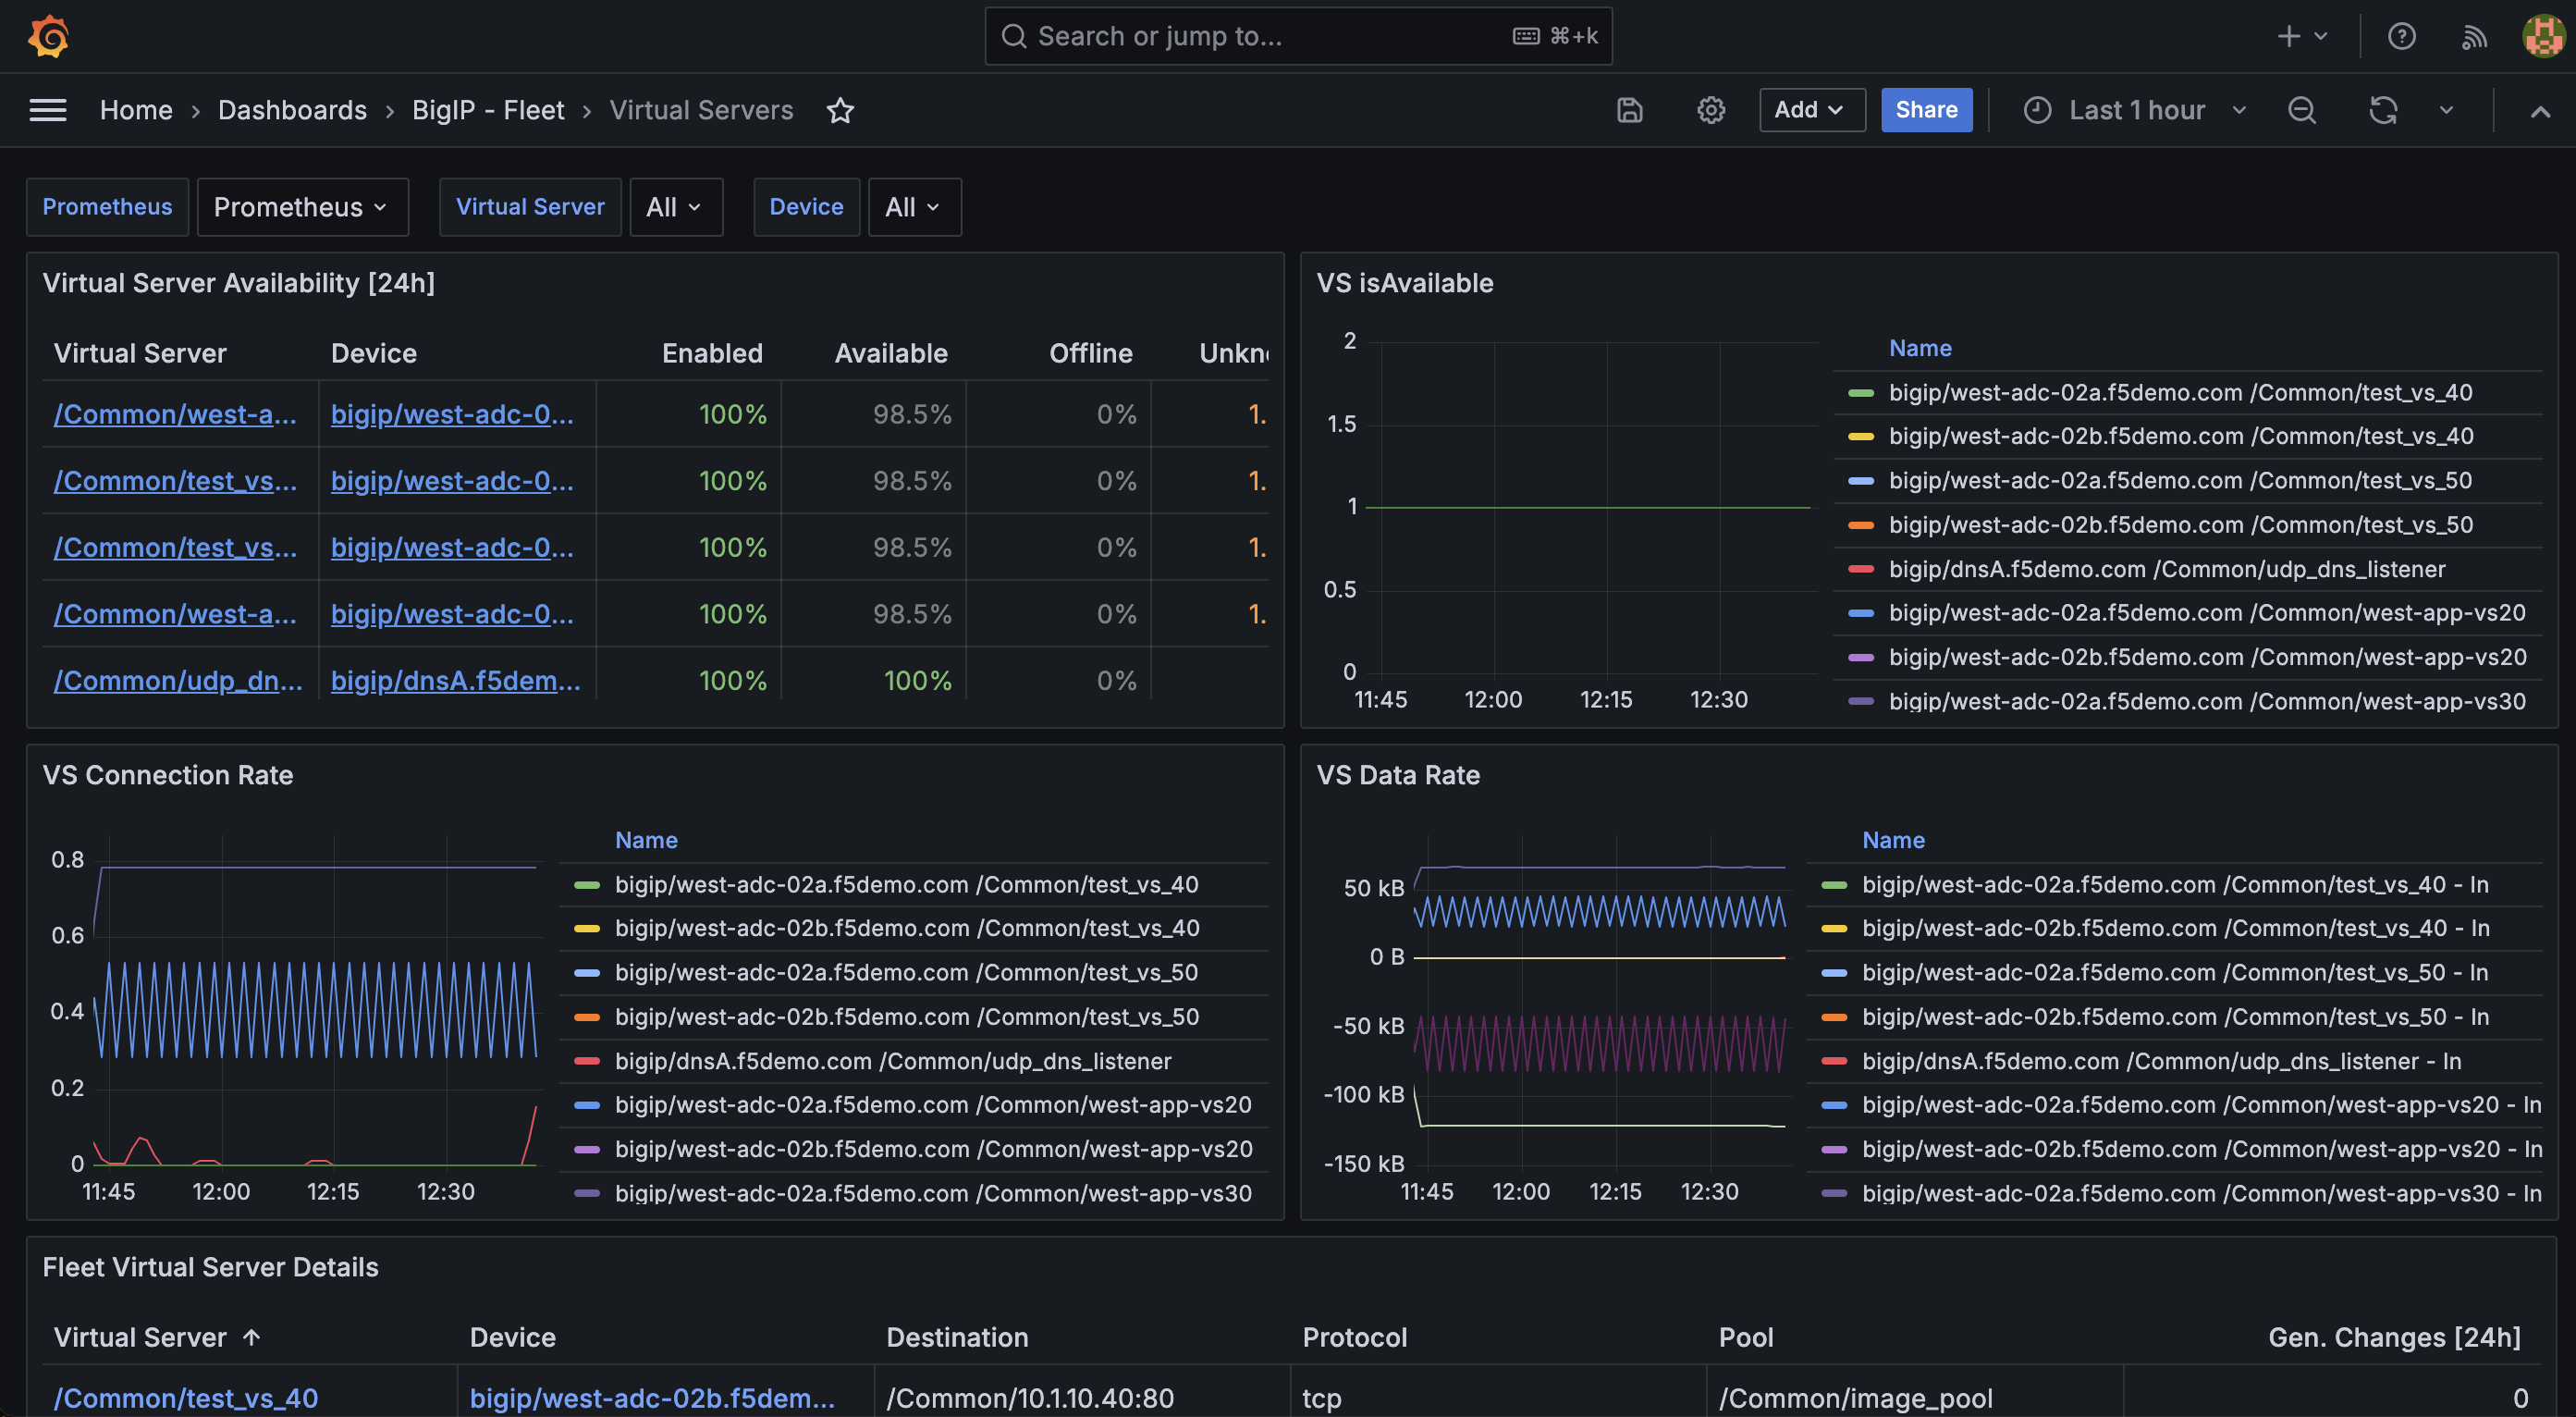 Search or jump to... ⌘+k
Home › Dashboards › BigIP - Fleet › Virtual Servers
Add
Share
Last 1 hour
Prometheus Prometheus Virtual Server All Device All
Virtual Server Availability [24h]
Virtual Server Device Enabled Available Offline Unkn
/Common/west-a... bigip/west-adc-0... 100% 98.5% 0% 1.
/Common/test_vs... bigip/west-adc-0... 100% 98.5% 0% 1.
/Common/test_vs... bigip/west-adc-0... 100% 98.5% 0% 1.
/Common/west-a... bigip/west-adc-0... 100% 98.5% 0% 1.
/Common/udp_dn... bigip/dnsA.f5dem... 100% 100% 0%
VS isAvailable
2
1.5
1
0.5
0
11:45 12:00 12:15 12:30
Name
bigip/west-adc-02a.f5demo.com /Common/test_vs_40
bigip/west-adc-02b.f5demo.com /Common/test_vs_40
bigip/west-adc-02a.f5demo.com /Common/test_vs_50
bigip/west-adc-02b.f5demo.com /Common/test_vs_50
bigip/dnsA.f5demo.com /Common/udp_dns_listener
bigip/west-adc-02a.f5demo.com /Common/west-app-vs20
bigip/west-adc-02b.f5demo.com /Common/west-app-vs20
bigip/west-adc-02a.f5demo.com /Common/west-app-vs30
VS Connection Rate
0.8
0.6
0.4
0.2
0
11:45 12:00 12:15 12:30
Name
bigip/west-adc-02a.f5demo.com /Common/test_vs_40
bigip/west-adc-02b.f5demo.com /Common/test_vs_40
bigip/west-adc-02a.f5demo.com /Common/test_vs_50
bigip/west-adc-02b.f5demo.com /Common/test_vs_50
bigip/dnsA.f5demo.com /Common/udp_dns_listener
bigip/west-adc-02a.f5demo.com /Common/west-app-vs20
bigip/west-adc-02b.f5demo.com /Common/west-app-vs20
bigip/west-adc-02a.f5demo.com /Common/west-app-vs30
VS Data Rate
50 kB
0 B
-50 kB
-100 kB
-150 kB
11:45 12:00 12:15 12:30
Name
bigip/west-adc-02a.f5demo.com /Common/test_vs_40 - In
bigip/west-adc-02b.f5demo.com /Common/test_vs_40 - In
bigip/west-adc-02a.f5demo.com /Common/test_vs_50 - In
bigip/west-adc-02b.f5demo.com /Common/test_vs_50 - In
bigip/dnsA.f5demo.com /Common/udp_dns_listener - In
bigip/west-adc-02a.f5demo.com /Common/west-app-vs20 - In
bigip/west-adc-02b.f5demo.com /Common/west-app-vs20 - In
bigip/west-adc-02a.f5demo.com /Common/west-app-vs30 - In
Fleet Virtual Server Details
Virtual Server ↑ Device Destination Protocol Pool Gen. Changes [24h]
/Common/test_vs_40 bigip/west-adc-02b.f5dem... /Common/10.1.10.40:80 tcp /Common/image_pool 0